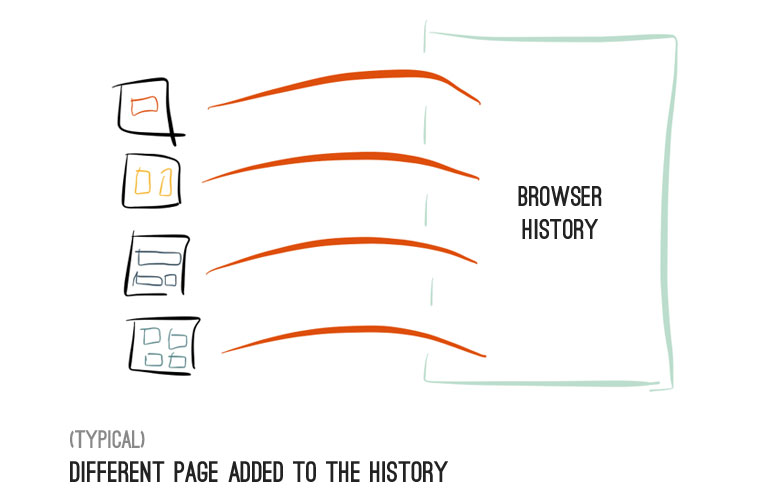 BROWSER
HISTORY
(TYPICAL)
DIFFERENT PAGE ADDED TO THE HISTORY